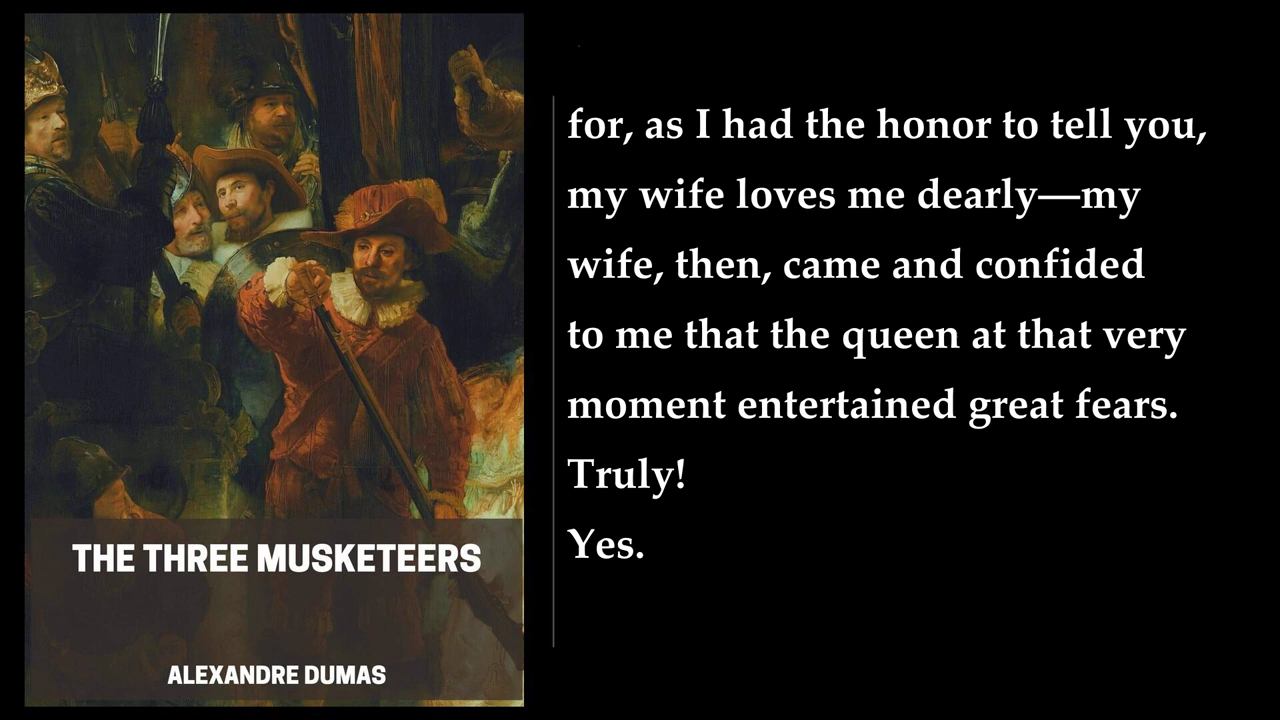 THE THREE MUSKETEERS
ALEXANDRE DUMAS
for, as I had the honor to tell you,
my wife loves me dearly—my
wife, then, came and confided
to me that the queen at that very
moment entertained great fears.
Truly!
Yes.